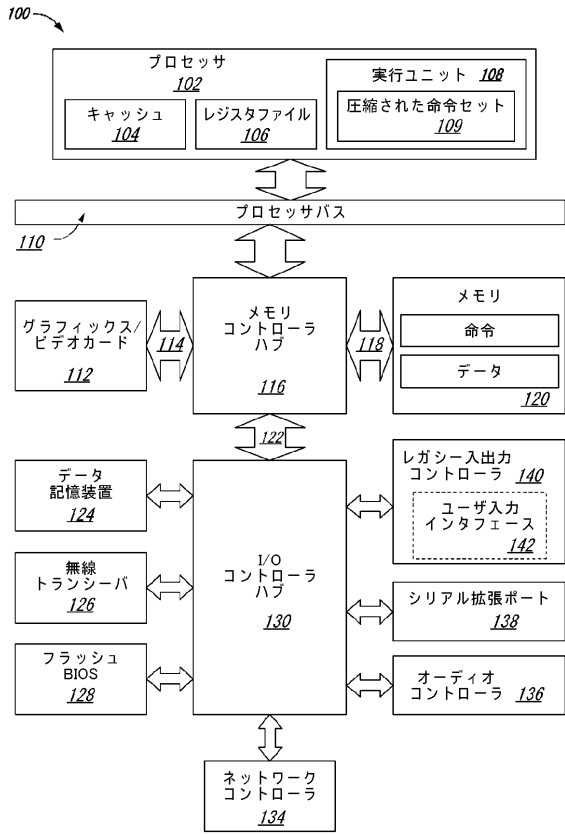 100
プロセッサ
102
キャッシュ
104
レジスタファイル
106
実行ユニット 108
圧縮された命令セット
109
プロセッサバス
110
グラフィックス/
ビデオカード
112
114
メモリ
コントローラ
ハブ
116
118
メモリ
命令
データ
120
122
データ
記憶装置
124
無線
トランシーバ
126
フラッシュ
BIOS
128
I/O
コントローラ
ハブ
130
レガシー入出力
コントローラ 140
ユーザ入力
インタフェース
142
シリアル拡張ポート
138
オーディオ
コントローラ 136
ネットワーク
コントローラ
134